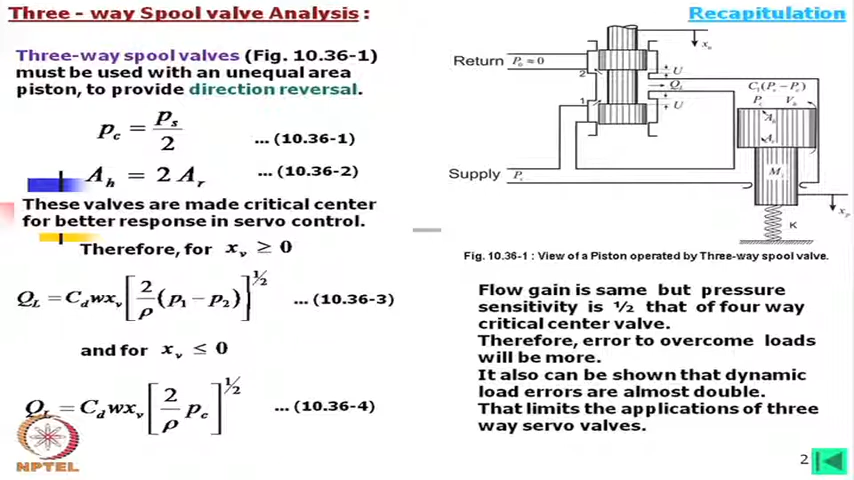 Three - way Spool valve Analysis :
Recapitulation
Three-way spool valves (Fig. 10.36-1)
must be used with an unequal area
piston, to provide direction reversal.
p_c = p_s / 2 ... (10.36-1)
A_h = 2 A_r ... (10.36-2)
These valves are made critical center
for better response in servo control.
Therefore, for x_v ≥ 0
Q_L = C_d w x_v [ 2/ρ (p_1 − p_2) ]^½ ... (10.36-3)
and for x_v ≤ 0
Q_L = C_d w x_v [ 2/ρ p_c ]^½ ... (10.36-4)
NPTEL
Return P_0 ≈ 0
x_v
2
U
Q_L
1
U
Supply P_s
P_c
V_h
A_h
A_r
M_t
x_p
K
Fig. 10.36-1 : View of a Piston operated by Three-way spool valve.
Flow gain is same but pressure
sensitivity is ½ that of four way
critical center valve.
Therefore, error to overcome loads
will be more.
It also can be shown that dynamic
load errors are almost double.
That limits the applications of three
way servo valves.
2